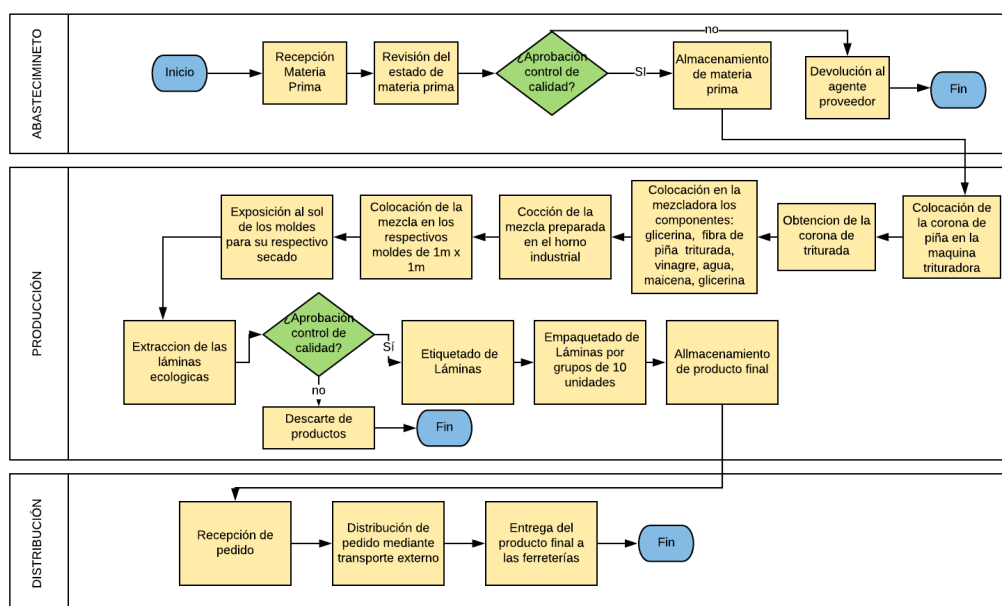 ABASTECIMINETO
Inicio
Recepción
Materia
Prima
Revisión del
estado de
materia prima
¿Aprobación
control de
calidad?
no
SI
Almacenamiento
de materia
prima
Devolución al
agente
proveedor
Fin
PRODUCCIÓN
Colocación de
la corona de
piña en la
maquina
trituradora
Obtencion de la
corona de
triturada
Colocación en la
mezcladora los
componentes:
glicerina, fibra de
piña triturada,
vinagre, agua,
maicena, glicerina
Cocción de la
mezcla preparada
en el horno
industrial
Colocación de la
mezcla en los
respectivos
moldes de 1m x
1m
Exposición al sol
de los moldes
para su respectivo
secado
Extraccion de las
láminas
ecologicas
¿Aprobación
control de
calidad?
Sí
no
Descarte de
productos
Fin
Etiquetado de
Láminas
Empaquetado de
Láminas por
grupos de 10
unidades
Allmacenamiento
de producto final
DISTRIBUCIÓN
Recepción de
pedido
Distribución de
pedido mediante
transporte externo
Entrega del
producto final a
las ferreterías
Fin